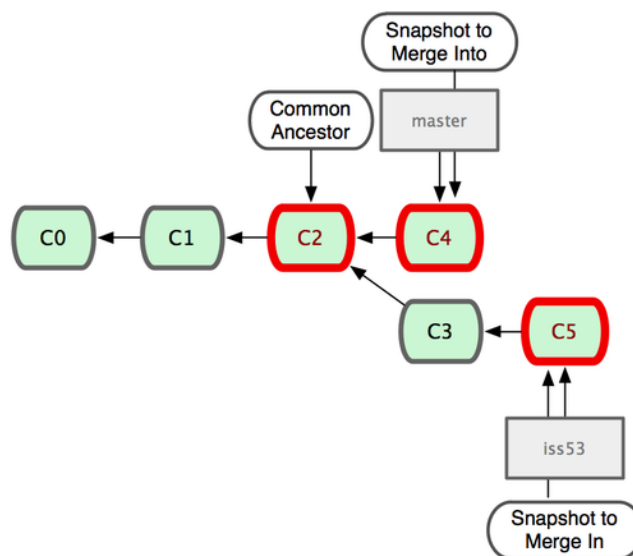 Snapshot to
Merge Into
Common
Ancestor
master
C0
C1
C2
C4
C3
C5
iss53
Snapshot to
Merge In